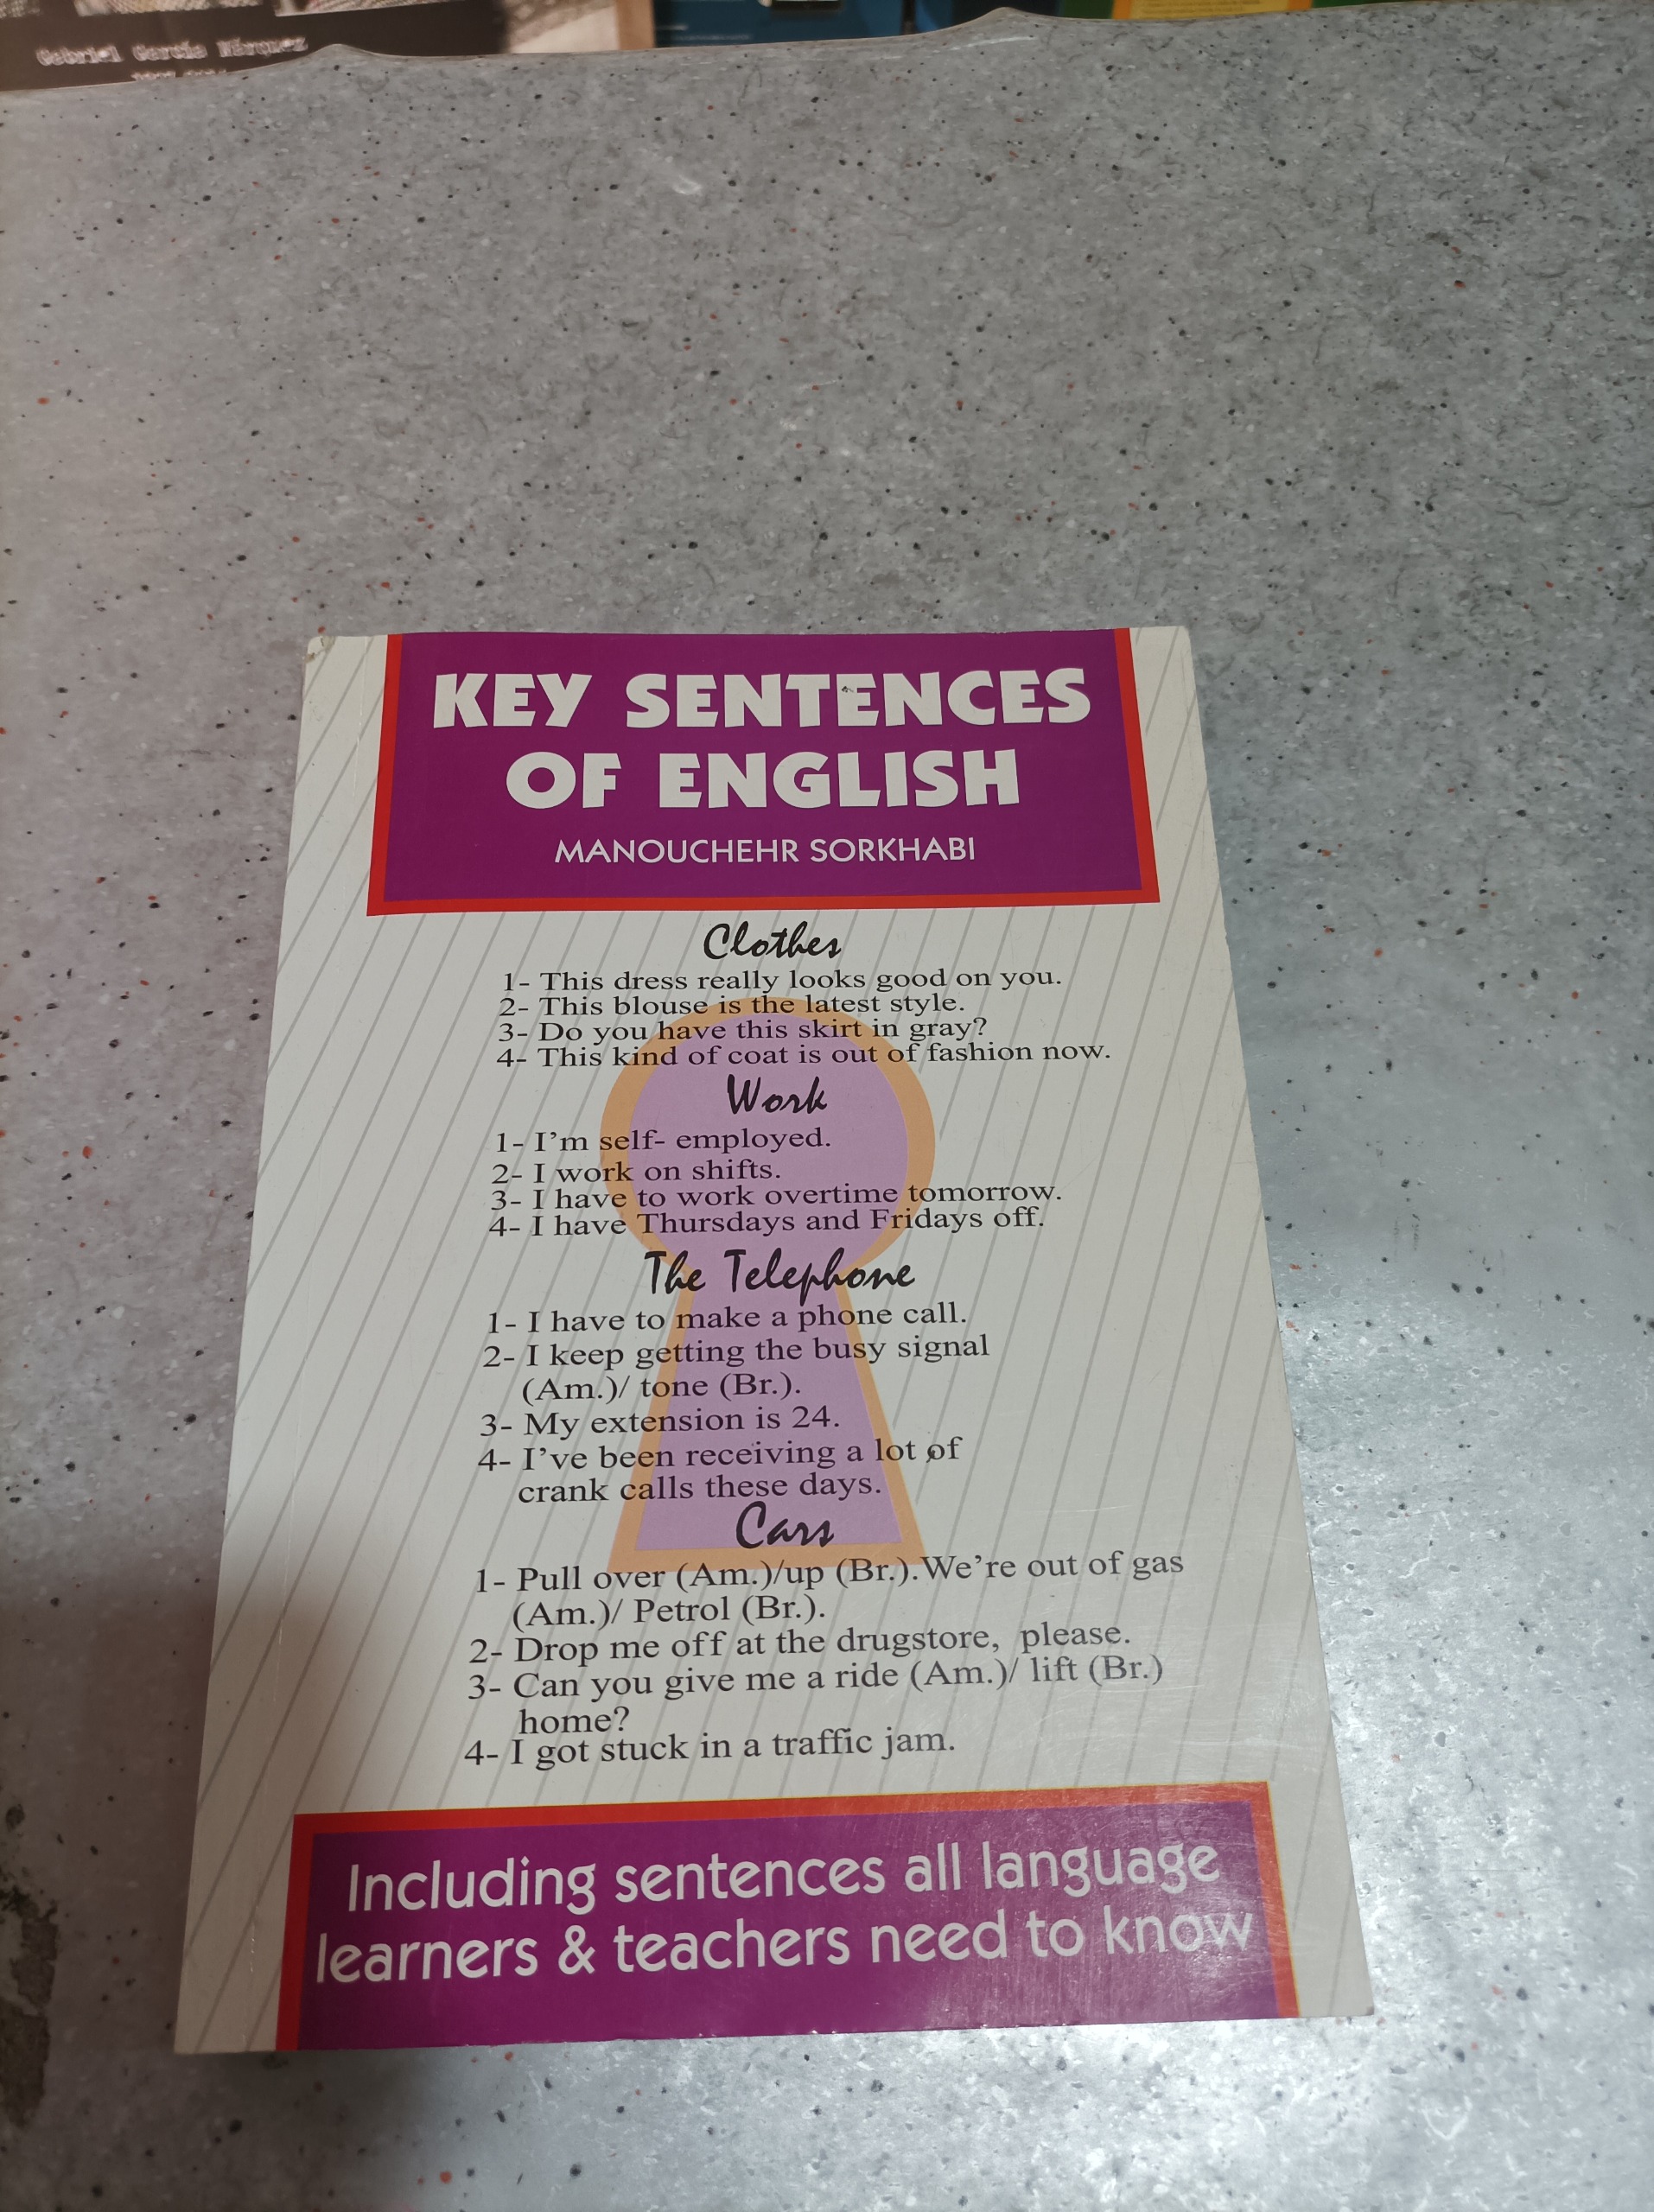 Gabriel García Márquez
KEY SENTENCES
OF ENGLISH
MANOUCHEHR SORKHABI
Clothes
1- This dress really looks good on you.
2- This blouse is the latest style.
3- Do you have this skirt in gray?
4- This kind of coat is out of fashion now.
Work
1- I'm self- employed.
2- I work on shifts.
3- I have to work overtime tomorrow.
4- I have Thursdays and Fridays off.
The Telephone
1- I have to make a phone call.
2- I keep getting the busy signal
(Am.)/ tone (Br.).
3- My extension is 24.
4- I've been receiving a lot of
crank calls these days.
Cars
1- Pull over (Am.)/up (Br.).We're out of gas
(Am.)/ Petrol (Br.).
2- Drop me off at the drugstore, please.
3- Can you give me a ride (Am.)/ lift (Br.)
home?
4- I got stuck in a traffic jam.
Including sentences all language
learners & teachers need to know